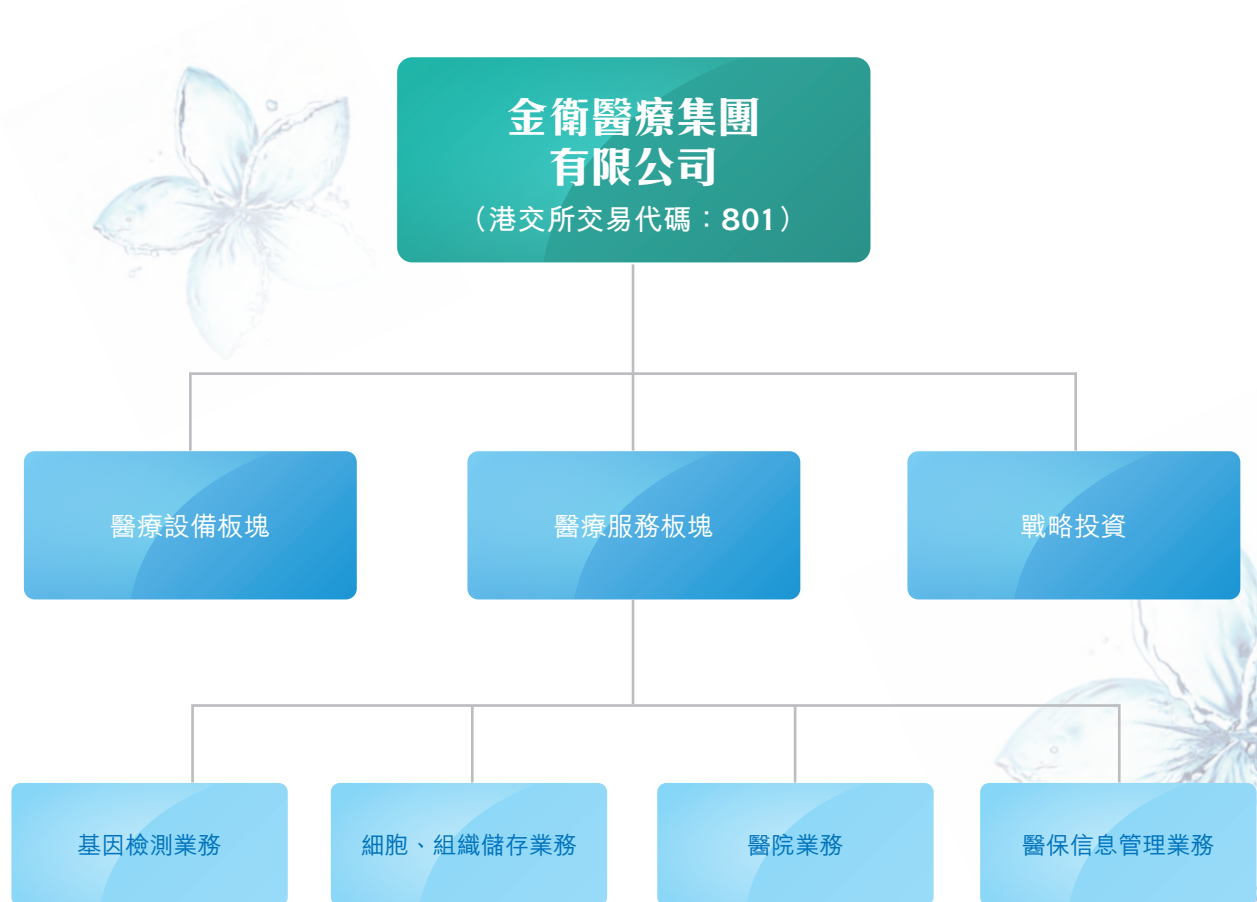 金衛醫療集團
有限公司
（港交所交易代碼：801）
醫療設備板塊
醫療服務板塊
戰略投資
基因檢測業務
細胞、組織儲存業務
醫院業務
醫保信息管理業務